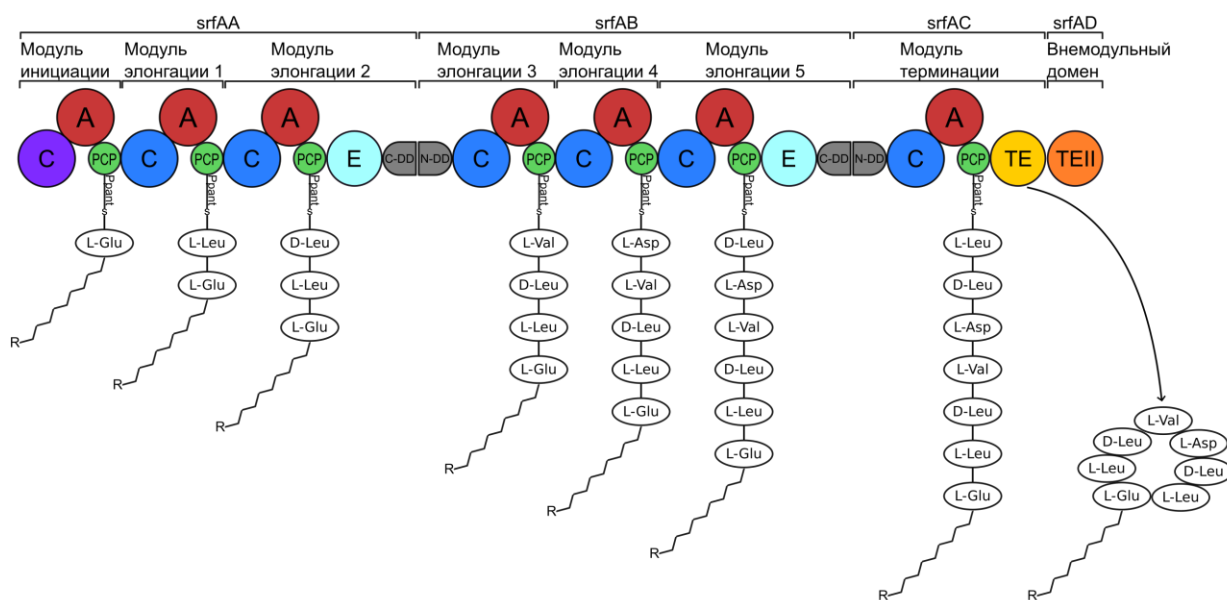 srfAA srfAB srfAC srfAD
Модуль Модуль Модуль Модуль Модуль Модуль Модуль Внемодульный
инициации элонгации 1 элонгации 2 элонгации 3 элонгации 4 элонгации 5 терминации домен
A A A A A A A
C PCP C PCP C PCP E C-DD N-DD C PCP C PCP C PCP E C-DD N-DD C PCP TE TEII
Ppant Ppant Ppant Ppant Ppant Ppant Ppant
s s s s s s s
L-Glu L-Leu D-Leu L-Val L-Asp D-Leu L-Leu
L-Glu L-Leu D-Leu L-Val L-Asp D-Leu
R L-Glu L-Leu D-Leu L-Val L-Asp
R L-Glu L-Leu D-Leu L-Val
R L-Glu L-Leu D-Leu L-Val
D-Leu L-Asp
R L-Glu L-Leu L-Leu D-Leu
R L-Glu L-Glu L-Leu
R
R R